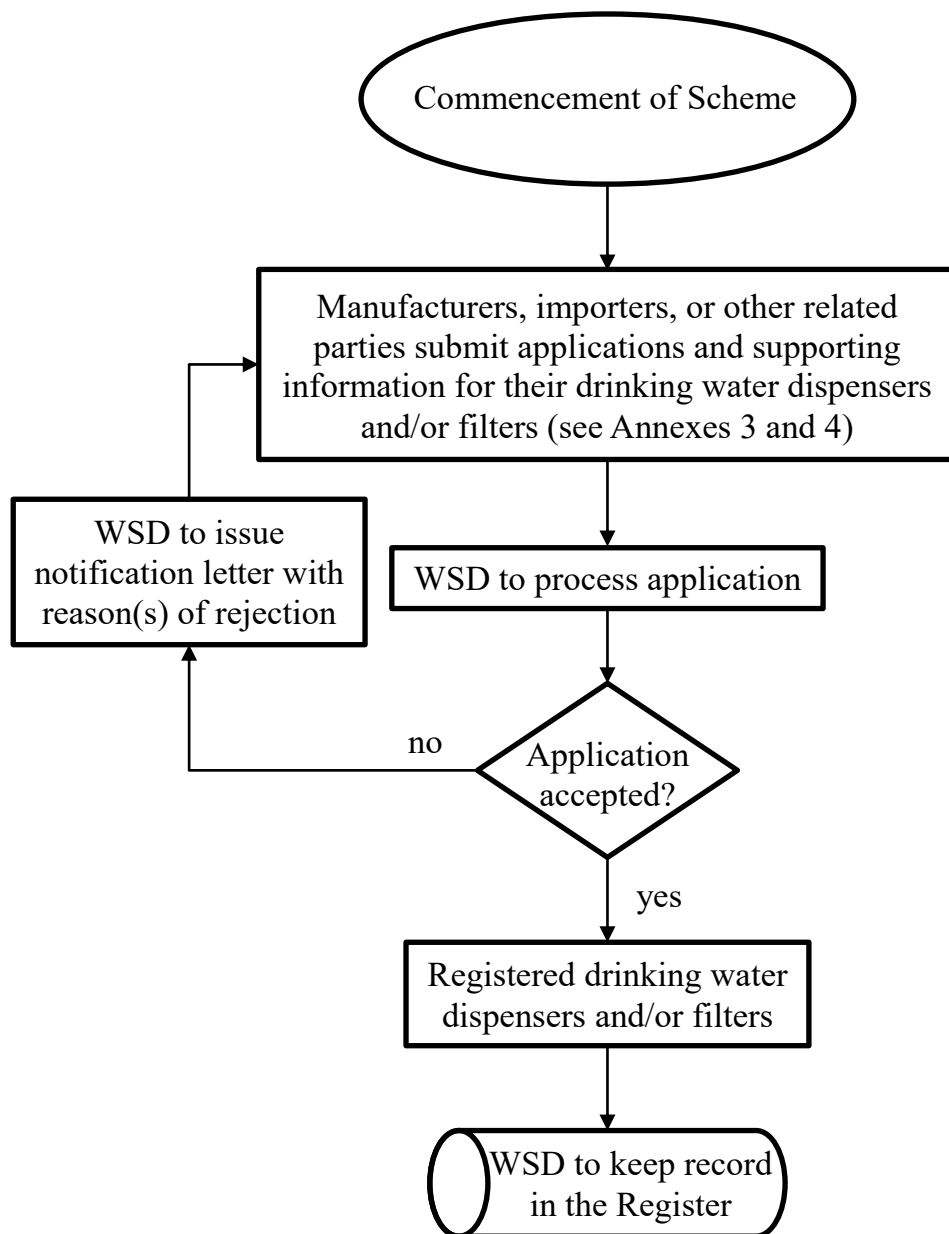 Commencement of Scheme
Manufacturers, importers, or other related
parties submit applications and supporting
information for their drinking water dispensers
and/or filters (see Annexes 3 and 4)
WSD to issue
notification letter with
reason(s) of rejection
WSD to process application
no
Application
accepted?
yes
Registered drinking water
dispensers and/or filters
WSD to keep record
in the Register